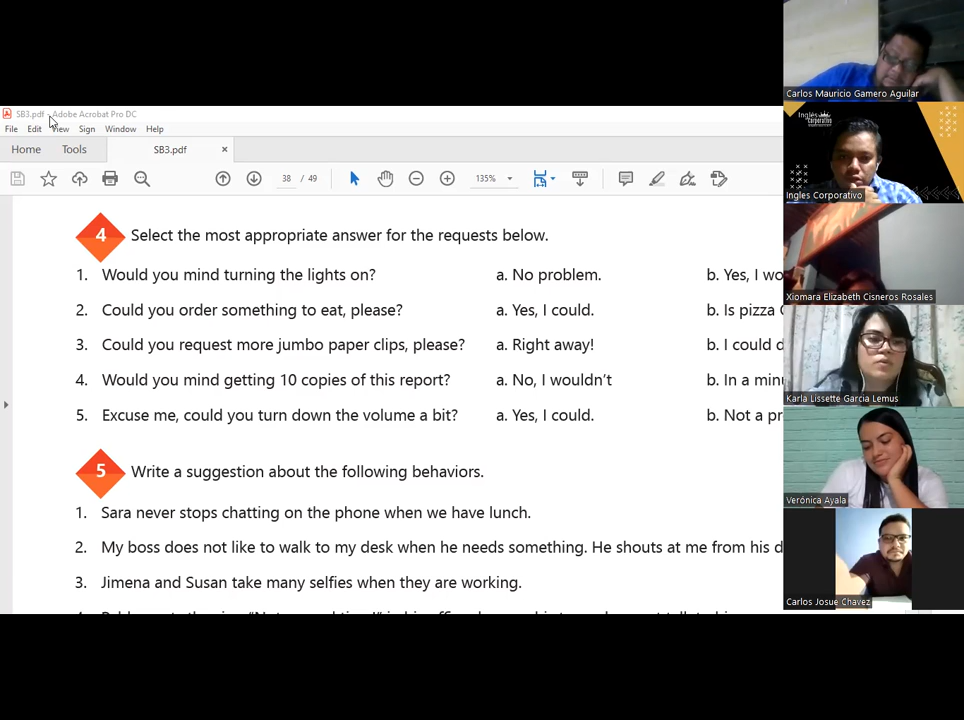 SB3.pdf - Adobe Acrobat Pro DC
File Edit View Sign Window Help
Home Tools SB3.pdf ×
38 / 49 135%
4 Select the most appropriate answer for the requests below.
1. Would you mind turning the lights on? a. No problem. b. Yes, I wo
2. Could you order something to eat, please? a. Yes, I could. b. Is pizza
3. Could you request more jumbo paper clips, please? a. Right away! b. I could d
4. Would you mind getting 10 copies of this report? a. No, I wouldn't b. In a min
5. Excuse me, could you turn down the volume a bit? a. Yes, I could. b. Not a pr
5 Write a suggestion about the following behaviors.
1. Sara never stops chatting on the phone when we have lunch.
2. My boss does not like to walk to my desk when he needs something. He shouts at me from his d
3. Jimena and Susan take many selfies when they are working.
Carlos Mauricio Gamero Aguilar
Inglés
corporativo
Ingles Corporativo
Xiomara Elizabeth Cisneros Rosales
Karla Lissette Garcia Lemus
Verónica Ayala
Carlos Josue Chavez